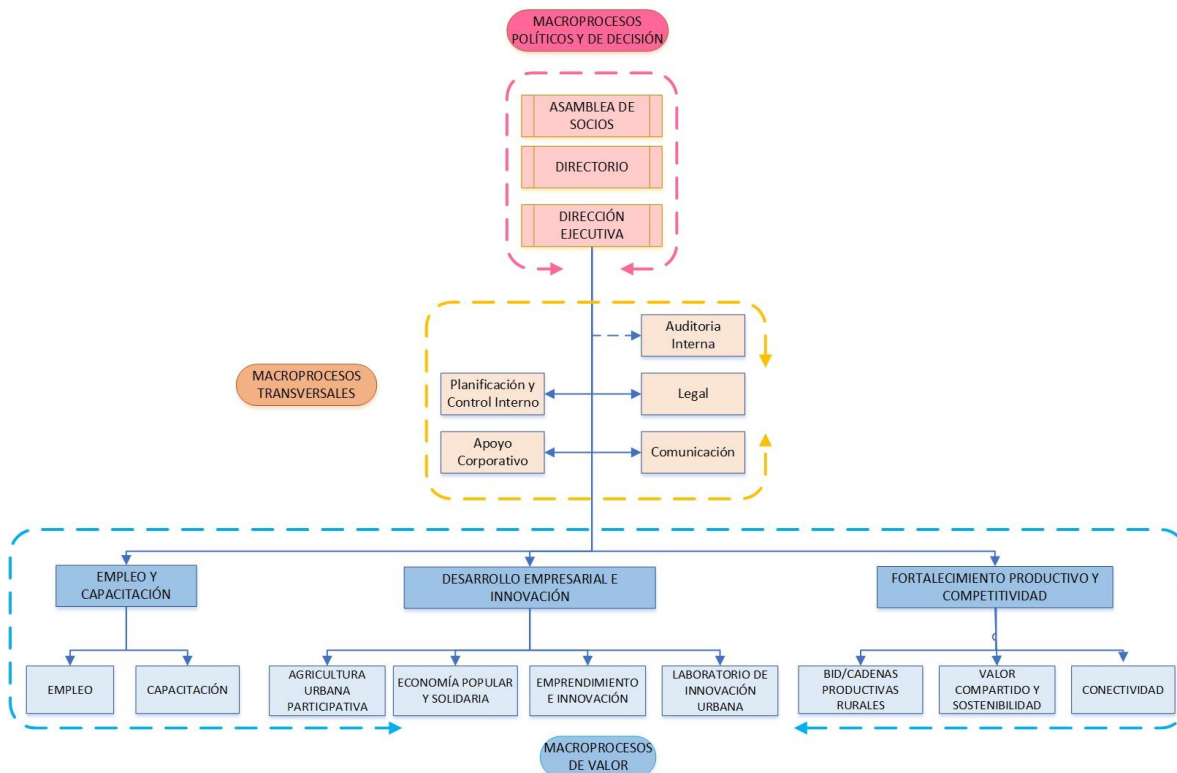 MACROPROCESOS
POLÍTICOS Y DE DECISIÓN
ASAMBLEA DE
SOCIOS
DIRECTORIO
DIRECCIÓN
EJECUTIVA
Auditoria
Interna
MACROPROCESOS
TRANSVERSALES
Planificación y
Control Interno
Legal
Apoyo
Corporativo
Comunicación
EMPLEO Y
CAPACITACIÓN
DESARROLLO EMPRESARIAL E
INNOVACIÓN
FORTALECIMIENTO PRODUCTIVO Y
COMPETITIVIDAD
EMPLEO
CAPACITACIÓN
AGRICULTURA
URBANA
PARTICIPATIVA
ECONOMÍA POPULAR
Y SOLIDARIA
EMPRENDIMIENTO
E INNOVACIÓN
LABORATORIO DE
INNOVACIÓN
URBANA
BID/CADENAS
PRODUCTIVAS
RURALES
VALOR
COMPARTIDO Y
SOSTENIBILIDAD
CONECTIVIDAD
MACROPROCESOS
DE VALOR